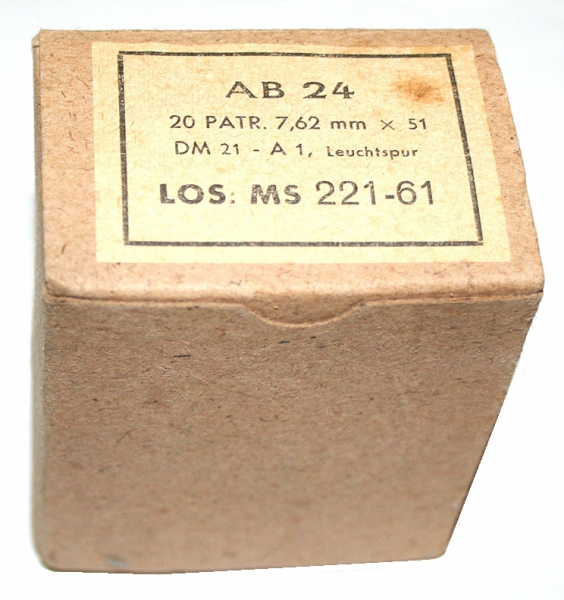 AB 24
20 PATR. 7,62 mm × 51
DM 21 - A 1, Leuchtspur
LOS: MS 221-61